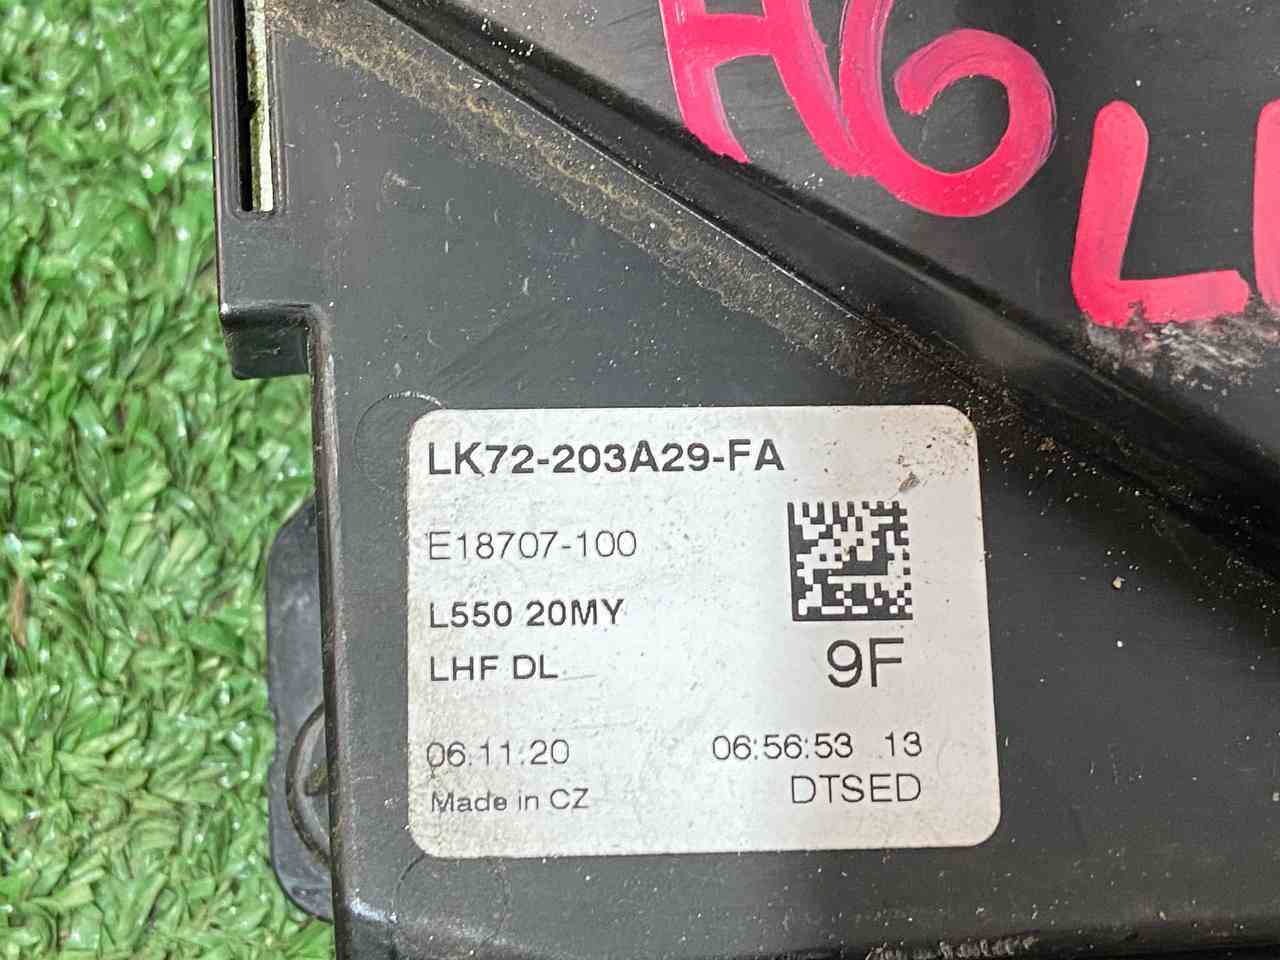 A6
LK72-203A29-FA
E18707-100
L550 20MY
LHF DL
9F
06.11.20 06:56:53 13
Made in CZ DTSED